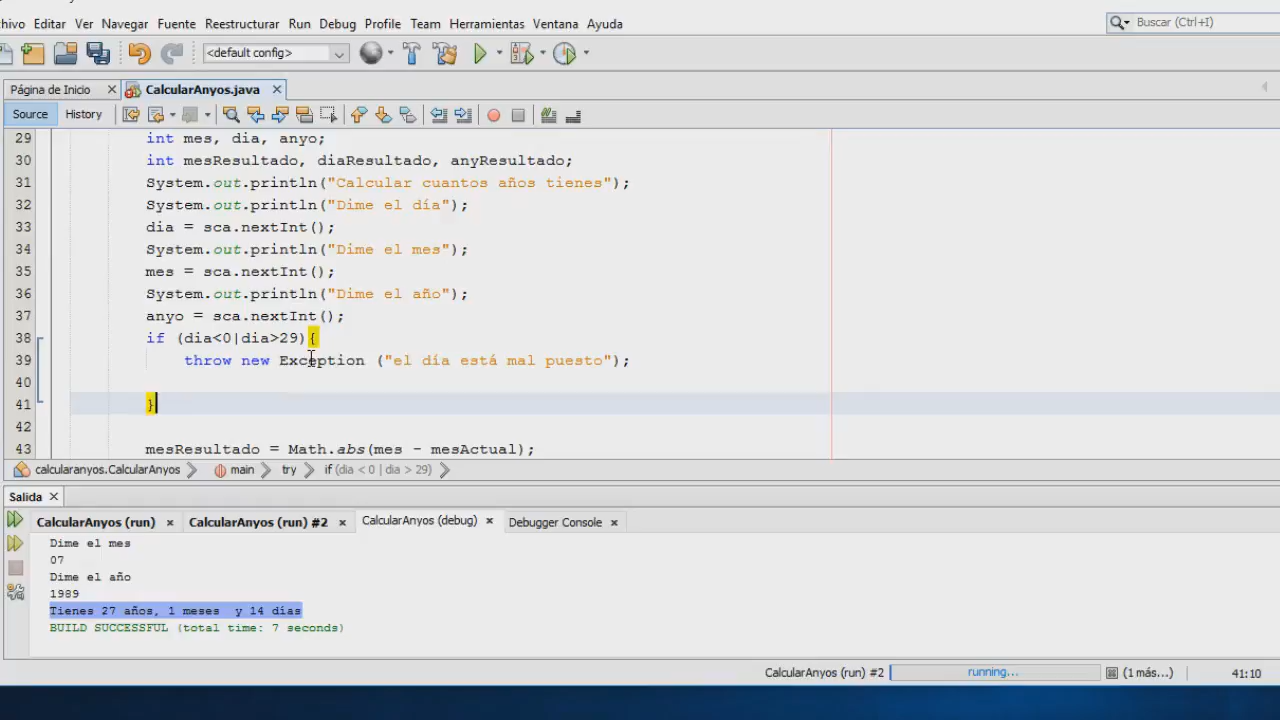 chivo Editar Ver Navegar Fuente Reestructurar Run Debug Profile Team Herramientas Ventana Ayuda
Buscar (Ctrl+I)
<default config>
Página de Inicio CalcularAnyos.java
Source History
29 int mes, dia, anyo;
30 int mesResultado, diaResultado, anyResultado;
31 System.out.println("Calcular cuantos años tienes");
32 System.out.println("Dime el día");
33 dia = sca.nextInt();
34 System.out.println("Dime el mes");
35 mes = sca.nextInt();
36 System.out.println("Dime el año");
37 anyo = sca.nextInt();
38 if (dia<0|dia>29){
39 throw new Exception ("el día está mal puesto");
40
41 }
42
43 mesResultado = Math.abs(mes - mesActual);
calcularanyos.CalcularAnyos main try if (dia < 0 | dia > 29)
Salida
CalcularAnyos (run) CalcularAnyos (run) #2 CalcularAnyos (debug) Debugger Console
Dime el mes
07
Dime el año
1989
Tienes 27 años, 1 meses y 14 días
BUILD SUCCESSFUL (total time: 7 seconds)
CalcularAnyos (run) #2 running... (1 más...) 41:10